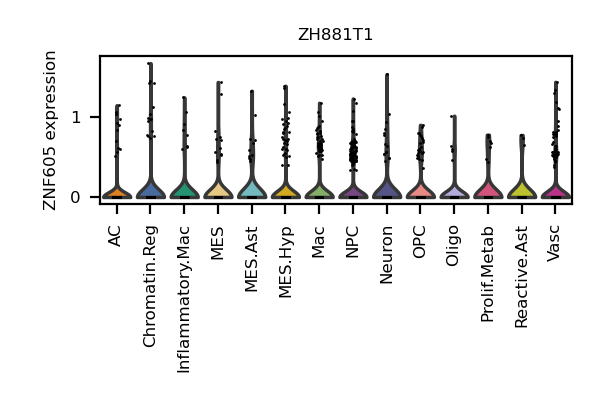 ZH881T1
ZNF605 expression
1
0
AC
Chromatin.Reg
Inflammatory.Mac
MES
MES.Ast
MES.Hyp
Mac
NPC
Neuron
OPC
Oligo
Prolif.Metab
Reactive.Ast
Vasc